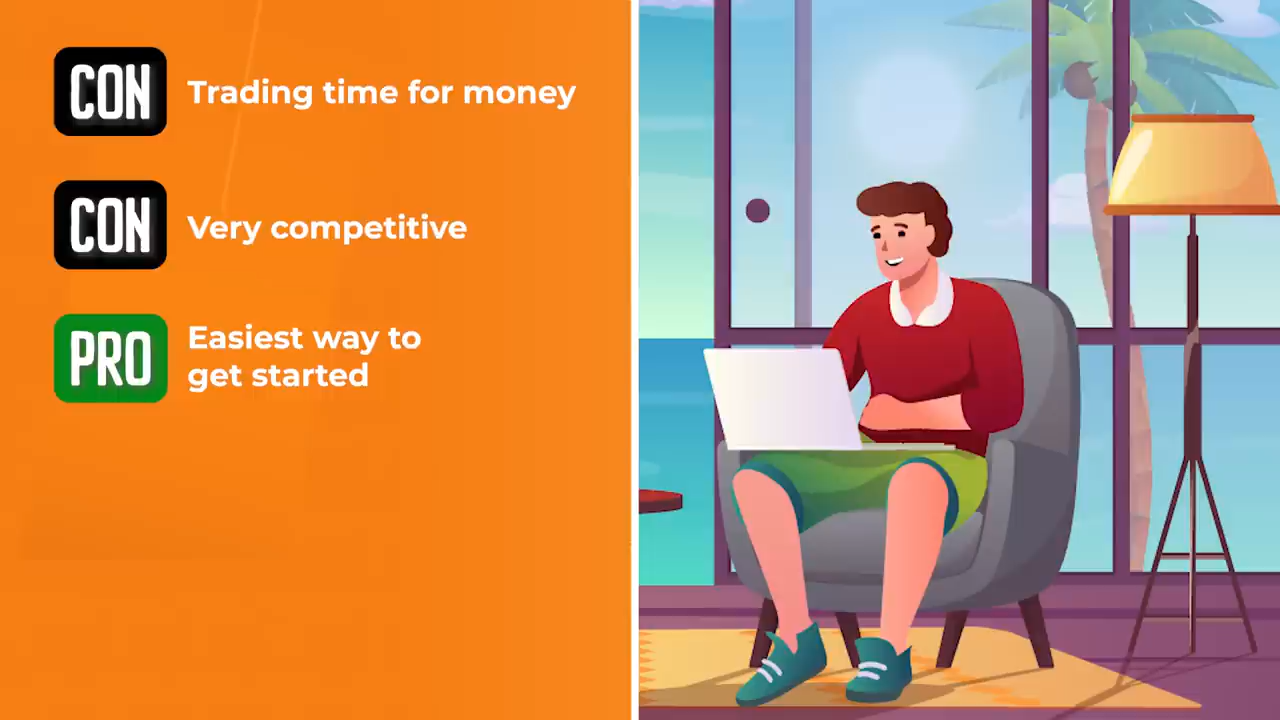 CON Trading time for money
CON Very competitive
PRO Easiest way to
get started